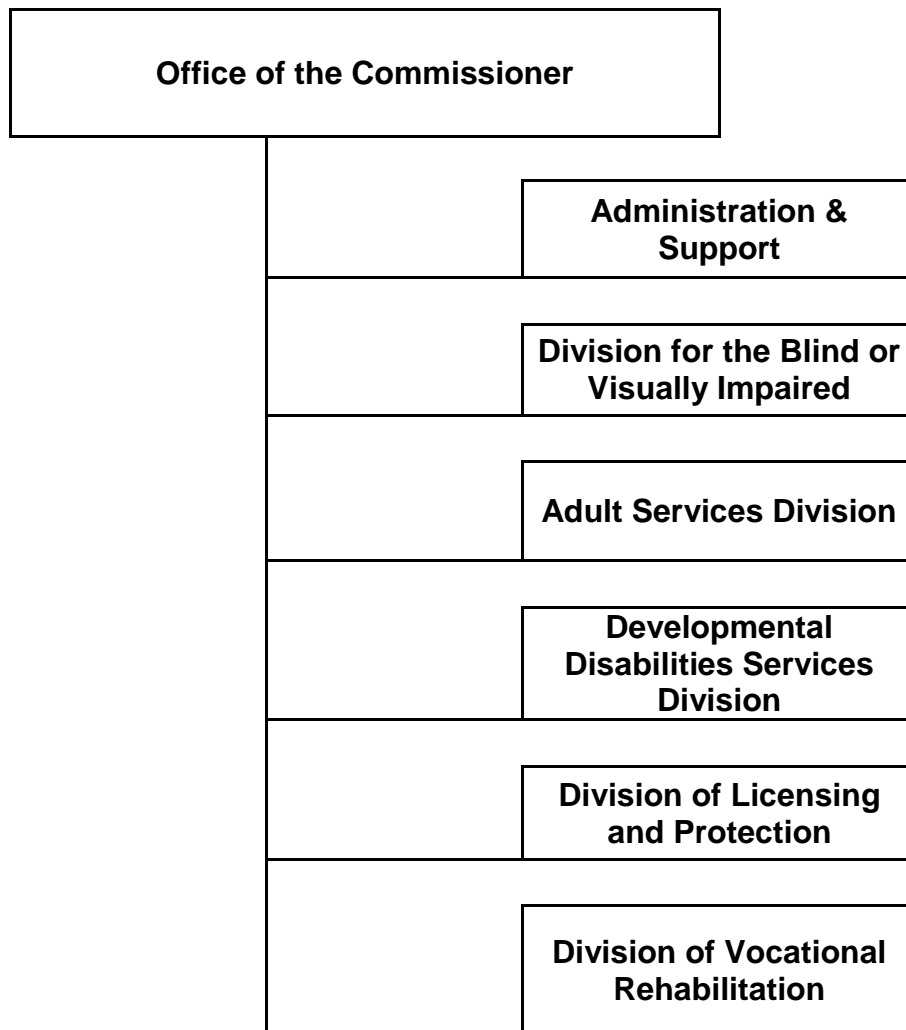 Office of the Commissioner
Administration &
Support
Division for the Blind or
Visually Impaired
Adult Services Division
Developmental
Disabilities Services
Division
Division of Licensing
and Protection
Division of Vocational
Rehabilitation